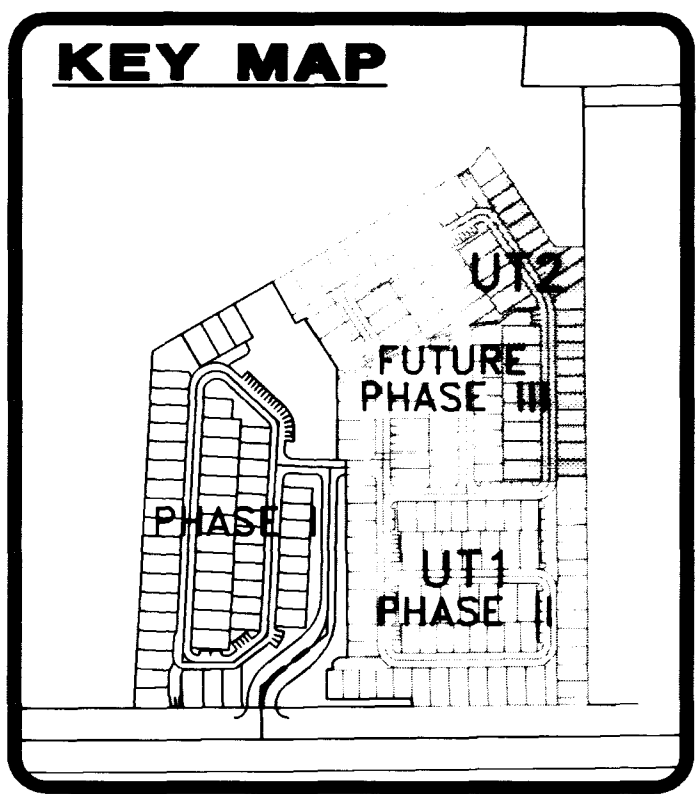 KEY MAP
UT2
FUTURE
PHASE III
PHASE I
UT1
PHASE II